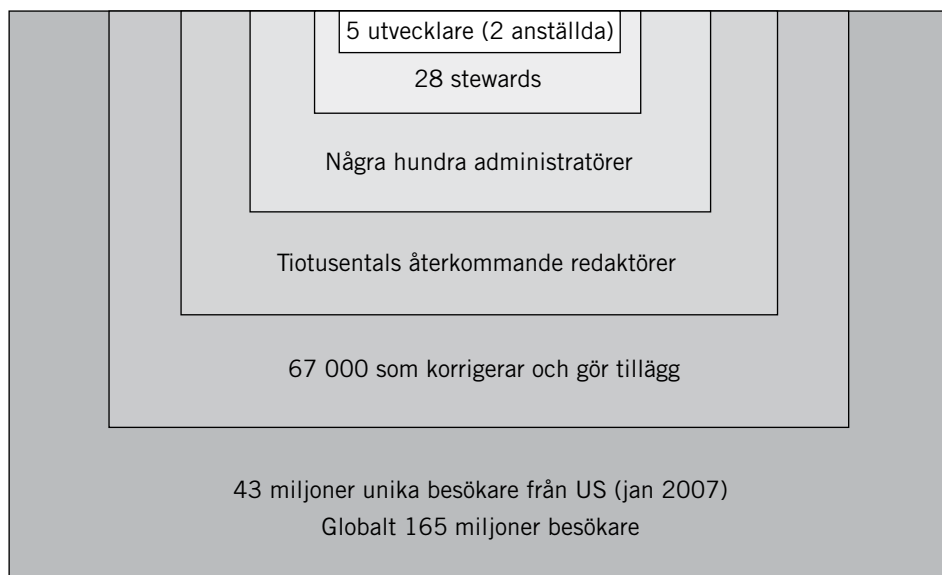 5 utvecklare (2 anställda)
28 stewards
Några hundra administratörer
Tiotusentals återkommande redaktörer
67 000 som korrigerar och gör tillägg
43 miljoner unika besökare från US (jan 2007)
Globalt 165 miljoner besökare